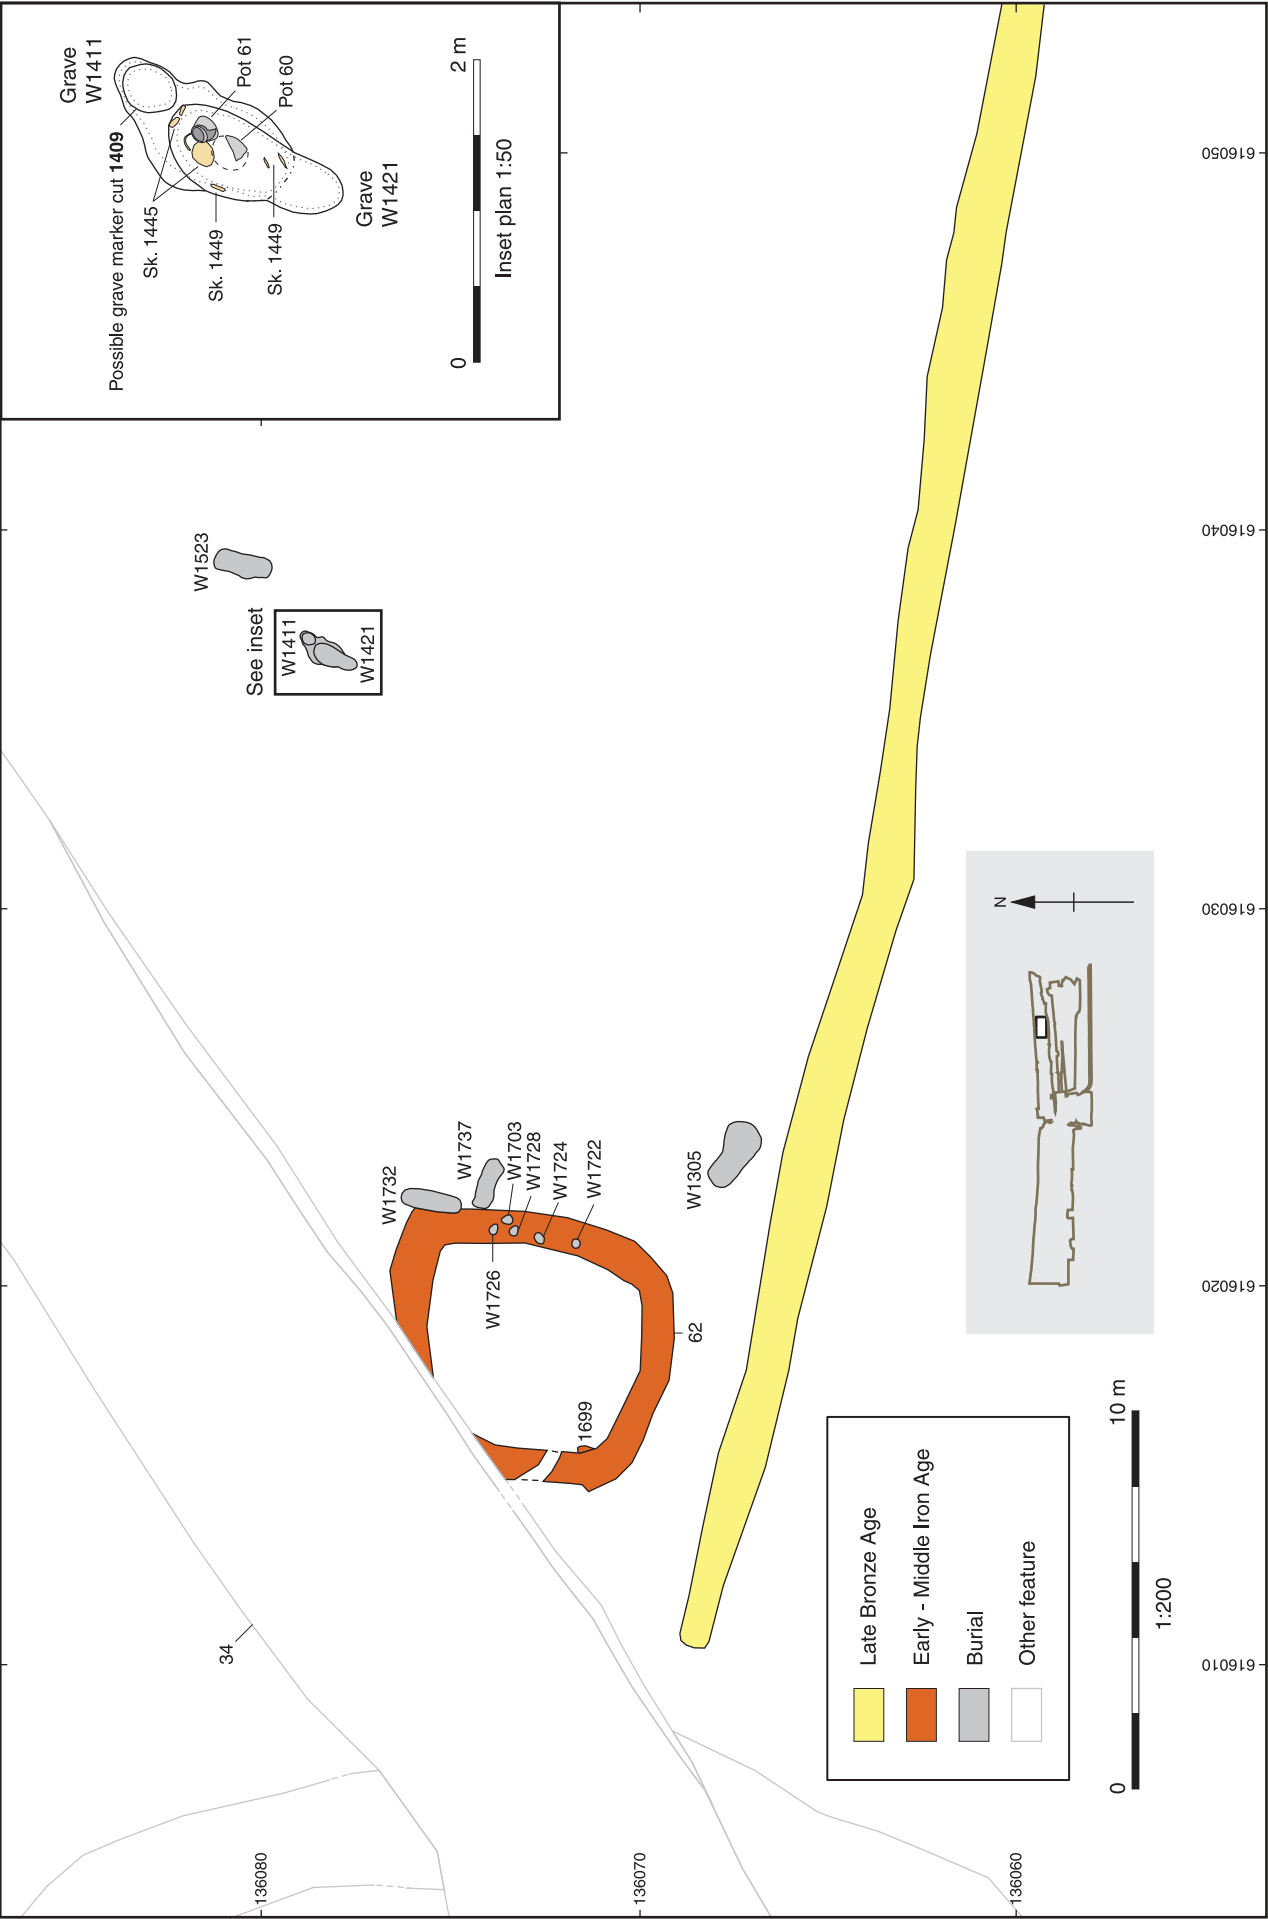 Grave
W1411
Possible grave marker cut 1409
Sk. 1445
Sk. 1449
Sk. 1449
Pot 61
Pot 60
Grave
W1421
0
2 m
Inset plan 1:50
W1523
See inset
W1411
W1421
34
W1732
W1737
W1703
W1728
W1724
W1722
W1726
1699
62
W1305
N
Late Bronze Age
Early - Middle Iron Age
Burial
Other feature
0
10 m
1:200
136080
136070
136060
616010
616020
616030
616040
616050